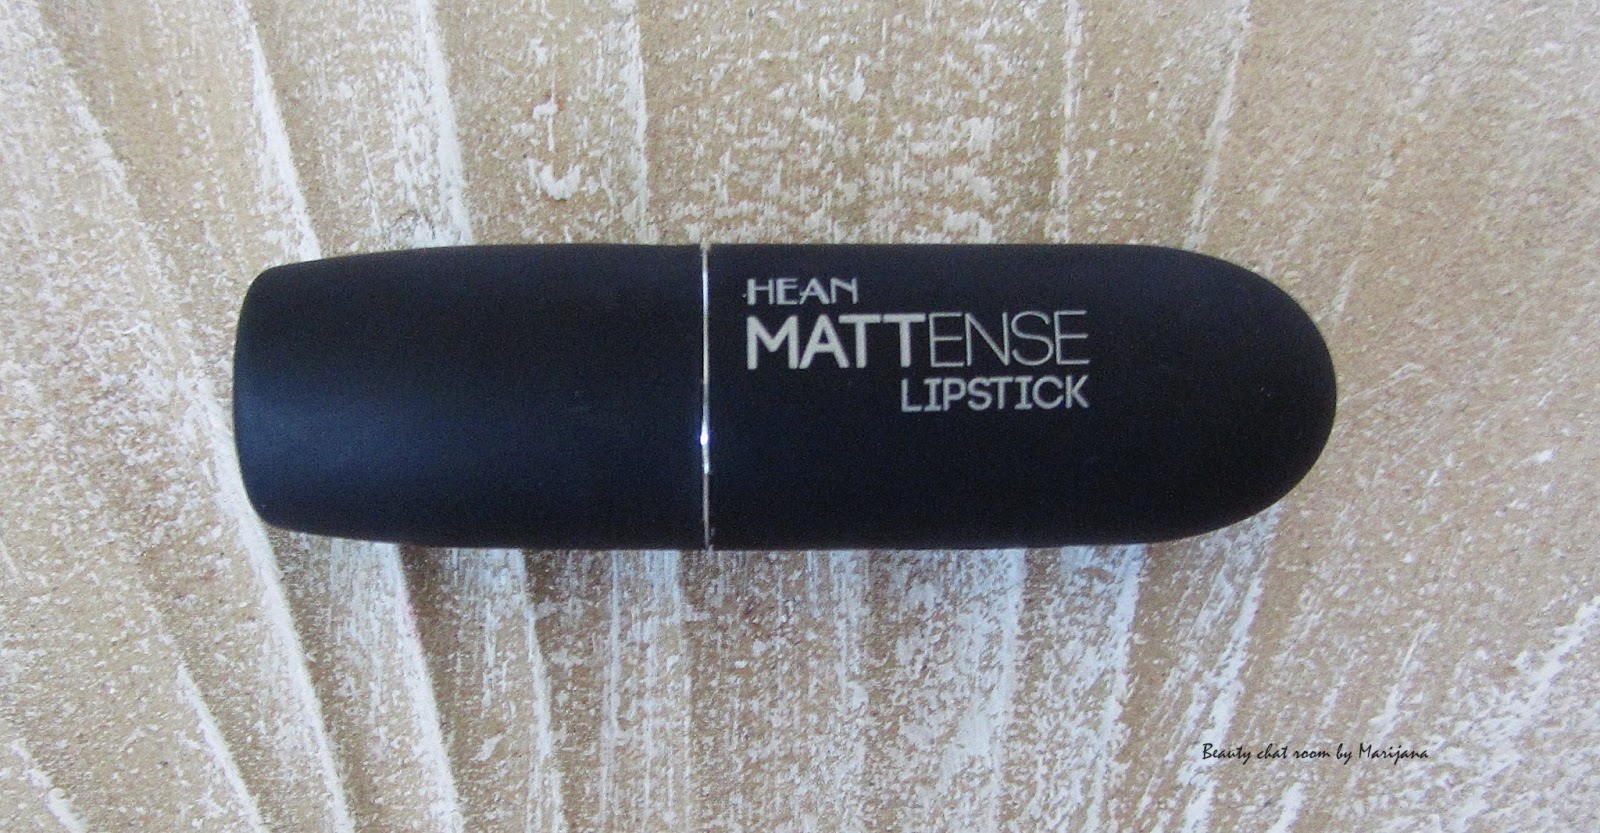 HEAN
MATTENSE
LIPSTICK
Beauty chat room by Marijana